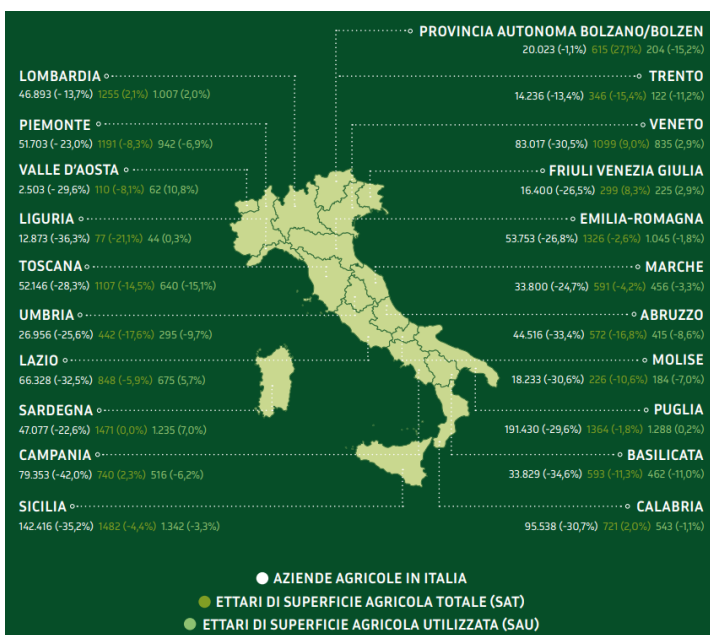 PROVINCIA AUTONOMA BOLZANO/BOLZEN
20.023 (-1,1%) 615 (27,1%) 204 (-15,2%)
LOMBARDIA
46.893 (- 13,7%) 1255 (2,1%) 1.007 (2,0%)
TRENTO
14.236 (-13,4%) 346 (-15,4%) 122 (-11,2%)
PIEMONTE
51.703 (- 23,0%) 1191 (-8,3%) 942 (-6,9%)
VENETO
83.017 (-30,5%) 1099 (9,0%) 835 (2,9%)
VALLE D'AOSTA
2.503 (- 29,6%) 110 (-8,1%) 62 (10,8%)
FRIULI VENEZIA GIULIA
16.400 (-26,5%) 299 (8,3%) 225 (2,9%)
LIGURIA
12.873 (-36,3%) 77 (-21,1%) 44 (0,3%)
EMILIA-ROMAGNA
53.753 (-26,8%) 1326 (-2,6%) 1.045 (-1,8%)
TOSCANA
52.146 (-28,3%) 1107 (-14,5%) 640 (-15,1%)
MARCHE
33.800 (-24,7%) 591 (-4,2%) 456 (-3,3%)
UMBRIA
26.956 (-25,6%) 442 (-17,6%) 295 (-9,7%)
ABRUZZO
44.516 (-33,4%) 572 (-16,8%) 415 (-8,6%)
LAZIO
66.328 (-32,5%) 848 (-5,9%) 675 (5,7%)
MOLISE
18.233 (-30,6%) 226 (-10,6%) 184 (-7,0%)
SARDEGNA
47.077 (-22,6%) 1471 (0,0%) 1.235 (7,0%)
PUGLIA
191.430 (-29,6%) 1364 (-1,8%) 1.288 (0,2%)
CAMPANIA
79.353 (-42,0%) 740 (2,3%) 516 (-6,2%)
BASILICATA
33.829 (-34,6%) 593 (-11,3%) 462 (-11,0%)
SICILIA
142.416 (-35,2%) 1482 (-4,4%) 1.342 (-3,3%)
CALABRIA
95.538 (-30,7%) 721 (2,0%) 543 (-1,1%)
AZIENDE AGRICOLE IN ITALIA
ETTARI DI SUPERFICIE AGRICOLA TOTALE (SAT)
ETTARI DI SUPERFICIE AGRICOLA UTILIZZATA (SAU)